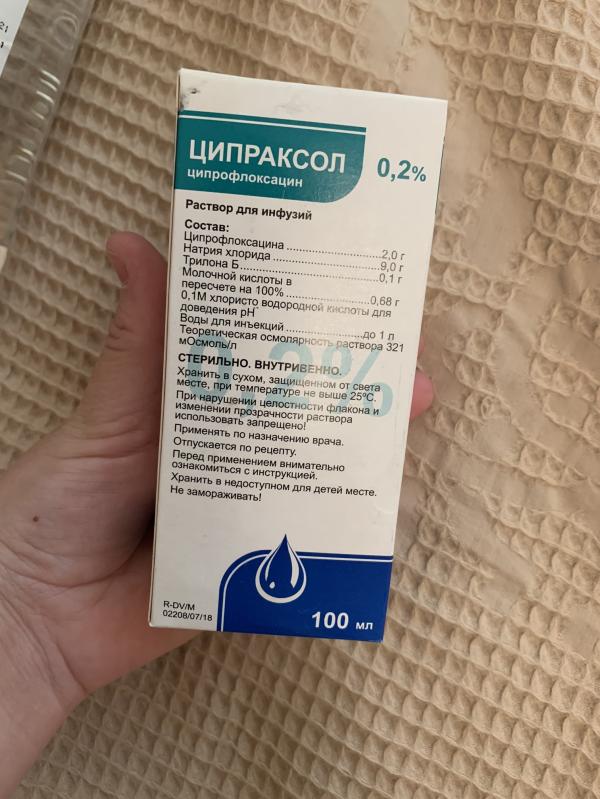 ЦИПРАКСОЛ 0,2%
ципрофлоксацин
Раствор для инфузий
Состав:
Ципрофлоксацина ..............................2,0 г
Натрия хлорида ..................................9,0 г
Трилона Б..........................................0,1 г
Молочной кислоты в
пересчете на 100% .........................0,68 г
0,1М хлористо водородной кислоты для
доведения pH
Воды для инъекций .......................до 1 л
Теоретическая осмолярность раствора 321
мОсмоль/л
0,2%
СТЕРИЛЬНО. ВНУТРИВЕННО.
Хранить в сухом, защищенном от света
месте, при температуре не выше 25ºС.
При нарушении целостности флакона и
изменении прозрачности раствора
использовать запрещено!
Применять по назначению врача.
Отпускается по рецепту.
Перед применением внимательно
ознакомиться с инструкцией.
Хранить в недоступном для детей месте.
Не замораживать!
R-DV/M
02208/07/18
100 мл